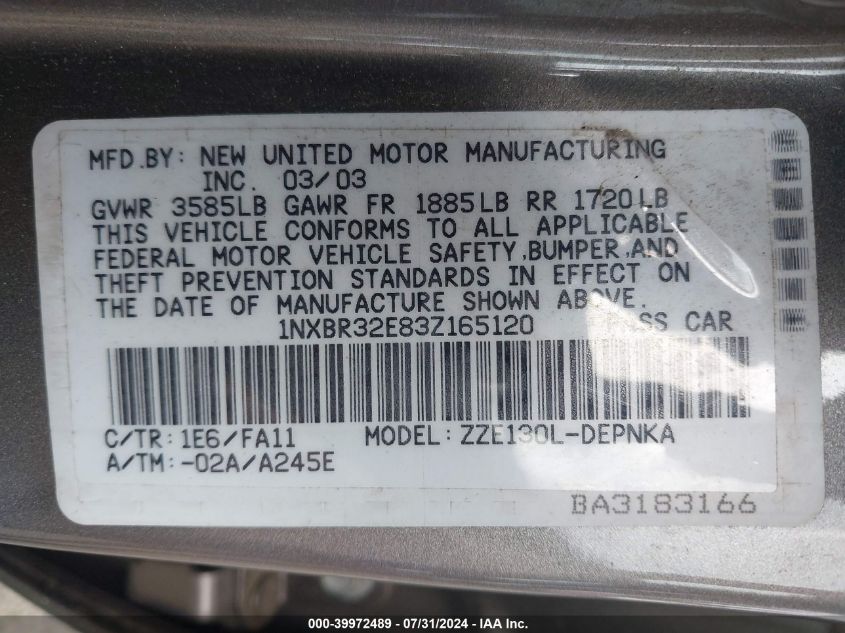 MFD.BY: NEW UNITED MOTOR MANUFACTURING
INC. 03/03
GVWR 3585LB GAWR FR 1885LB RR 1720LB
THIS VEHICLE CONFORMS TO ALL APPLICABLE
FEDERAL MOTOR VEHICLE SAFETY,BUMPER,AND
THEFT PREVENTION STANDARDS IN EFFECT ON
THE DATE OF MANUFACTURE SHOWN ABOVE.
1NXBR32E83Z165120 PASS CAR
C/TR: 1E6/FA11 MODEL: ZZE130L-DEPNKA
A/TM:-02A/A245E
BA3183166
000-39972489 - 07/31/2024 - IAA Inc.